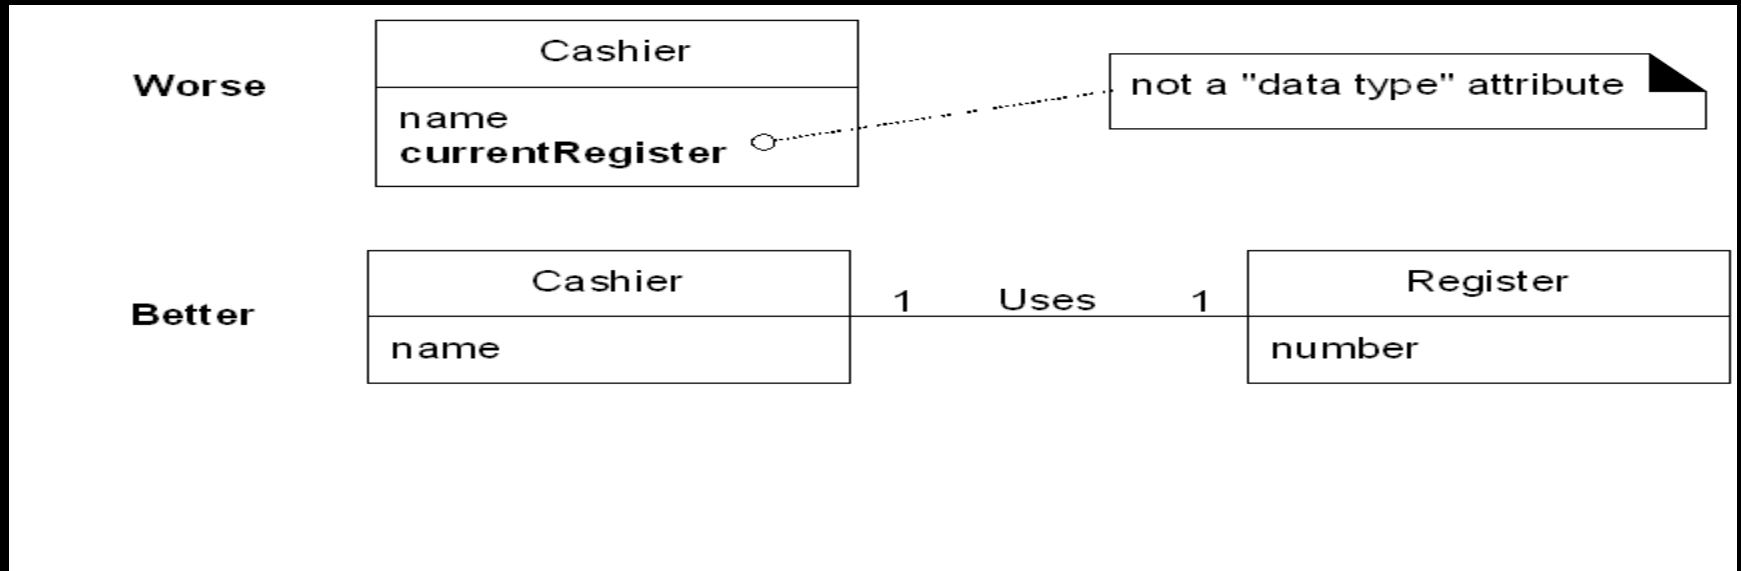 Cashier
Worse
not a "data type" attribute
name
currentRegister
Cashier
Register
1 Uses 1
Better
name
number